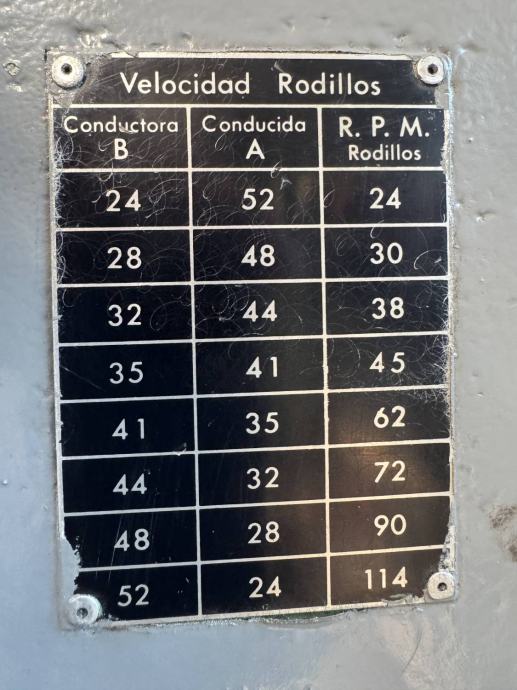 Velocidad Rodillos
Conductora B Conducida A R. P. M. Rodillos
24 52 24
28 48 30
32 44 38
35 41 45
41 35 62
44 32 72
48 28 90
52 24 114